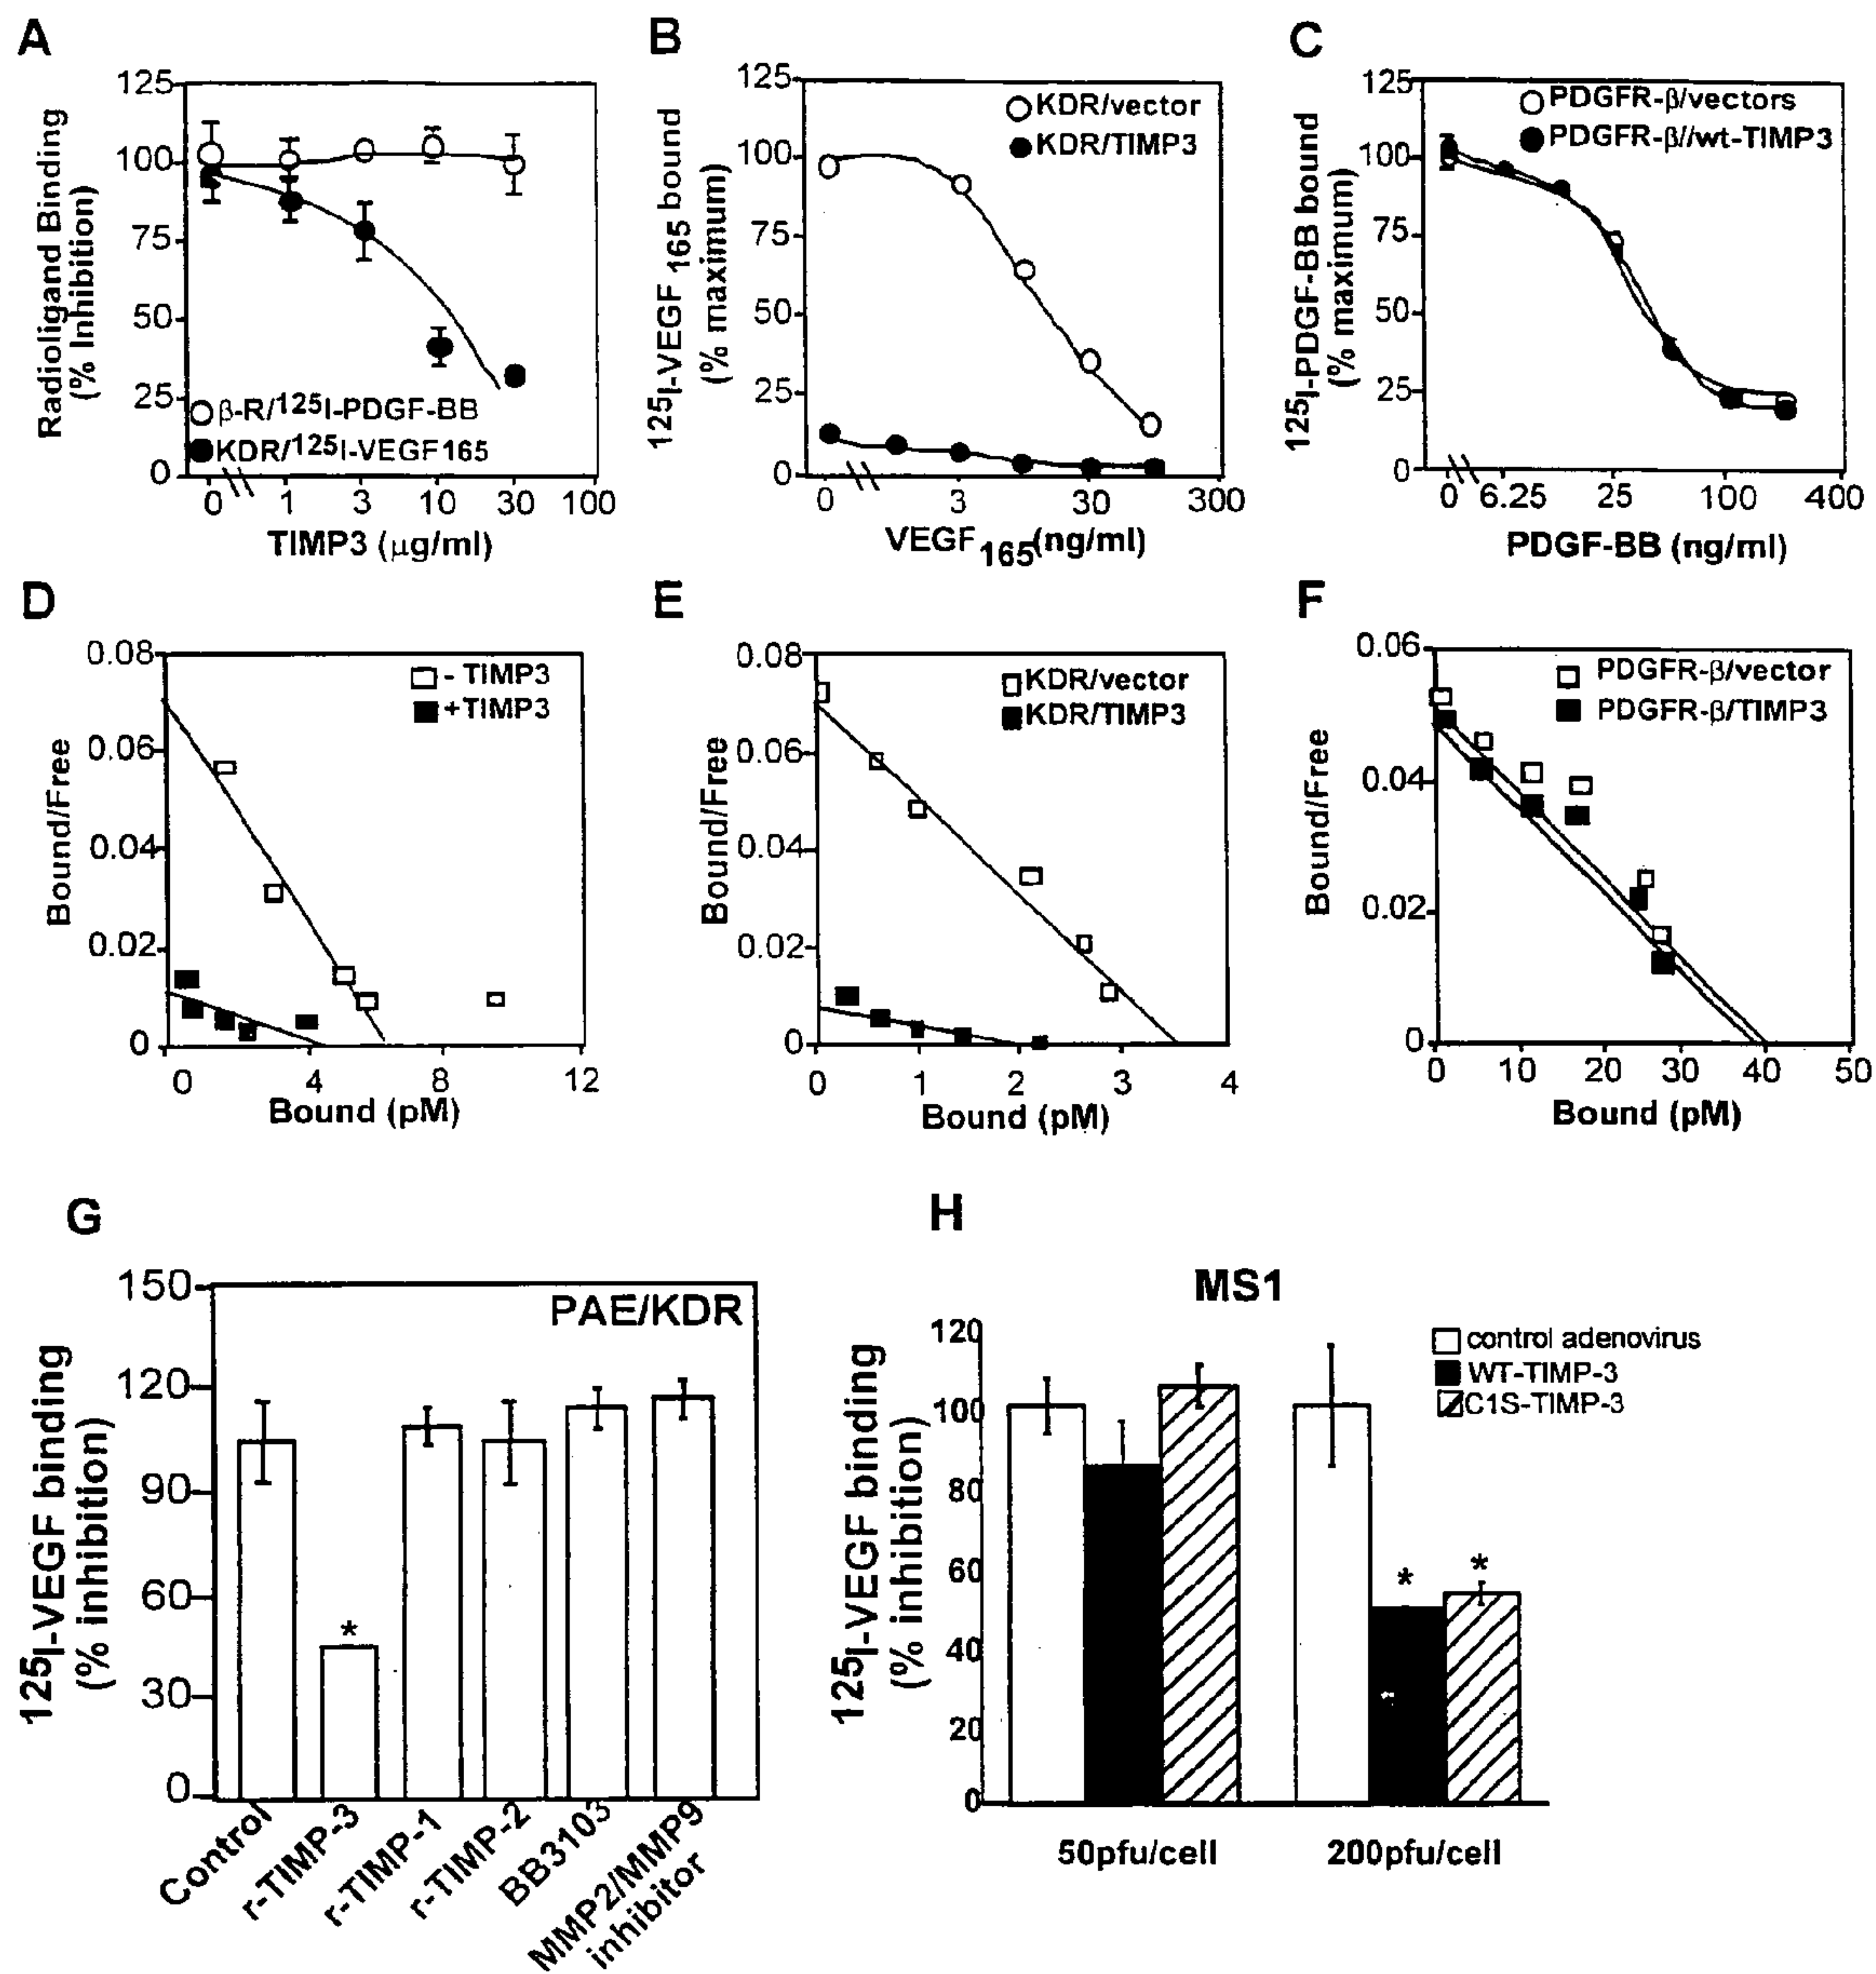 A
Radioligand Binding
(% Inhibition)
125
100
75
50
25
0
β-R/125I-PDGF-BB
KDR/125I-VEGF165
0 1 3 10 30 100
TIMP3 (μg/ml)
B
125I-VEGF 165 bound
(% maximum)
125
100
75
50
25
0
KDR/vector
KDR/TIMP3
0 3 30 300
VEGF165(ng/ml)
C
125I-PDGF-BB bound
(% maximum)
125
100
75
50
25
0
PDGFR-β/vectors
PDGFR-β//wt-TIMP3
0 6.25 25 100 400
PDGF-BB (ng/ml)
D
Bound/Free
0.08
0.06
0.04
0.02
0
- TIMP3
+TIMP3
0 4 8 12
Bound (pM)
E
Bound/Free
0.08
0.06
0.04
0.02
0
KDR/vector
KDR/TIMP3
0 1 2 3 4
Bound (pM)
F
Bound/Free
0.06
0.04
0.02
0
PDGFR-β/vector
PDGFR-β/TIMP3
0 10 20 30 40 50
Bound (pM)
G
125I-VEGF binding
(% inhibition)
150
120
90
60
30
0
PAE/KDR
*
Control
r-TIMP-3
r-TIMP-1
r-TIMP-2
BB3103
MMP2/MMP9
inhibitor
H
MS1
125I-VEGF binding
(% inhibition)
120
100
80
60
40
20
0
control adenovirus
WT-TIMP-3
C1S-TIMP-3
* *
50pfu/cell 200pfu/cell